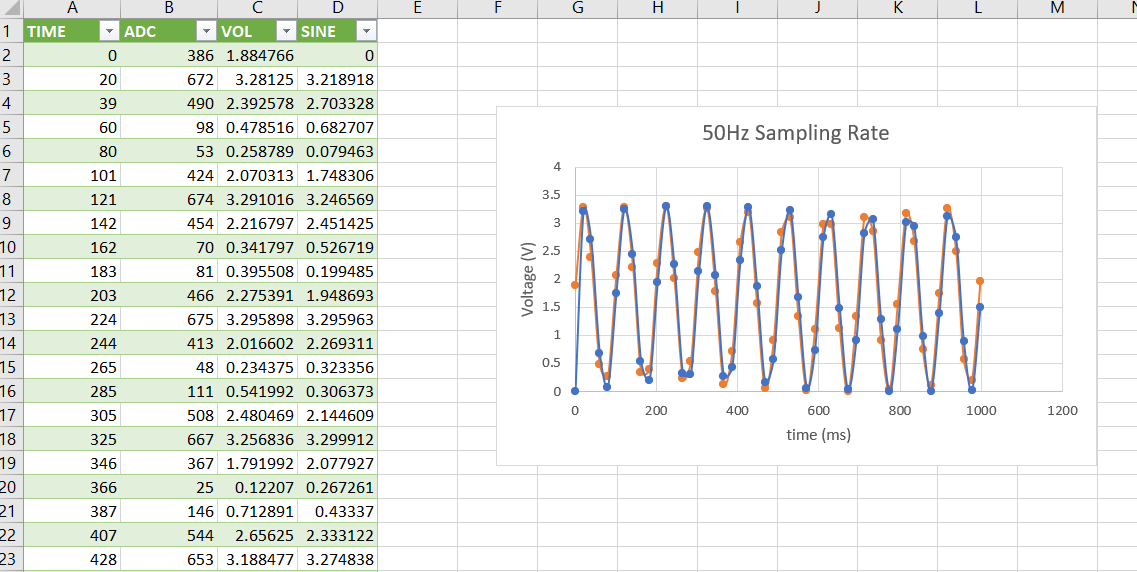 A B C D E F G H I J K L M N
1 TIME ADC VOL SINE
2 0 386 1.884766 0
3 20 672 3.28125 3.218918
4 39 490 2.392578 2.703328
5 60 98 0.478516 0.682707
6 80 53 0.258789 0.079463
7 101 424 2.070313 1.748306
8 121 674 3.291016 3.246569
9 142 454 2.216797 2.451425
10 162 70 0.341797 0.526719
11 183 81 0.395508 0.199485
12 203 466 2.275391 1.948693
13 224 675 3.295898 3.295963
14 244 413 2.016602 2.269311
15 265 48 0.234375 0.323356
16 285 111 0.541992 0.306373
17 305 508 2.480469 2.144609
18 325 667 3.256836 3.299912
19 346 367 1.791992 2.077927
20 366 25 0.12207 0.267261
21 387 146 0.712891 0.43337
22 407 544 2.65625 2.333122
23 428 653 3.188477 3.274838
50Hz Sampling Rate
4
3.5
3
2.5
2
1.5
1
0.5
0
Voltage (V)
0 200 400 600 800 1000 1200
time (ms)